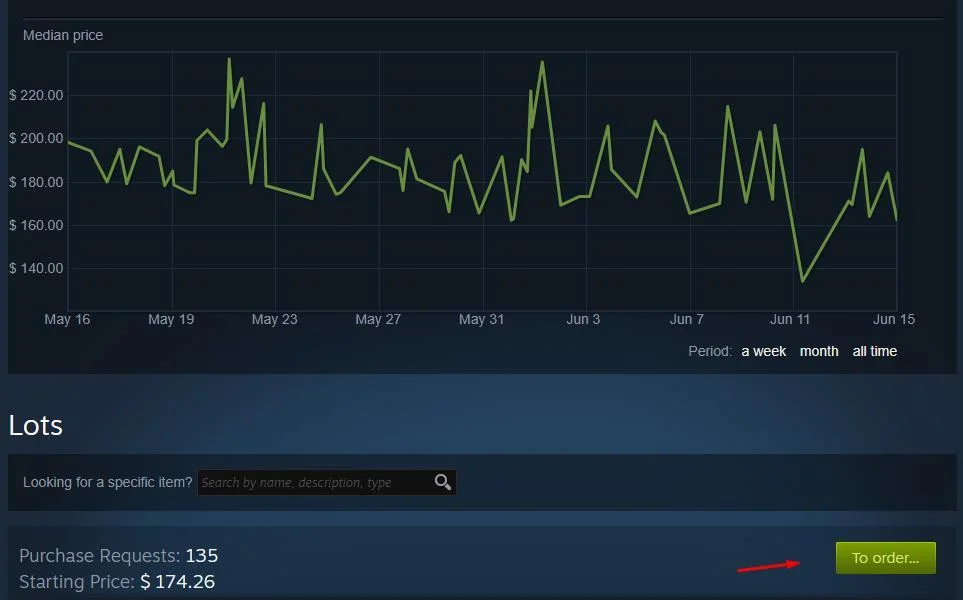 Median price
$ 220.00
$ 200.00
$ 180.00
$ 160.00
$ 140.00
May 16 May 19 May 23 May 27 May 31 Jun 3 Jun 7 Jun 11 Jun 15
Period: a week month all time
Lots
Looking for a specific item? Search by name, description, type
Purchase Requests: 135
To order...
Starting Price: $ 174.26